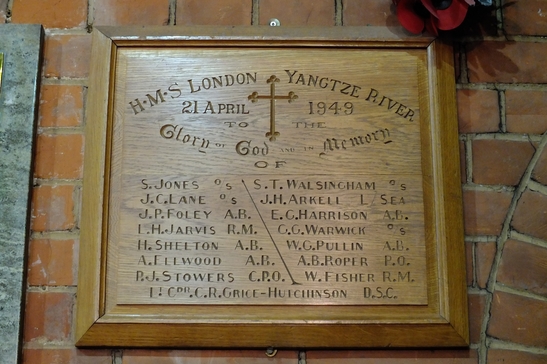 H·M·S LONDON YANGTZE RIVER
21 APRIL 1949
TO THE
Glory of God and in Memory
OF
S. JONES O/S S.T. WALSINGHAM O/S
J.C. LANE O/S J.H. ARKELL L/SEA
J.P. FOLEY A.B. E.G. HARRISON A.B.
L.H. JARVIS R.M. C.G. WARWICK O/S
H. SHELTON A.B. W.G. PULLIN A.B.
A. ELLWOOD A.B. A.B. ROPER P.O.
P.J. STOWERS C.P.O. W. FISHER R.M.
Lt CDR. C.R. GRICE-HUTCHINSON D.S.C.